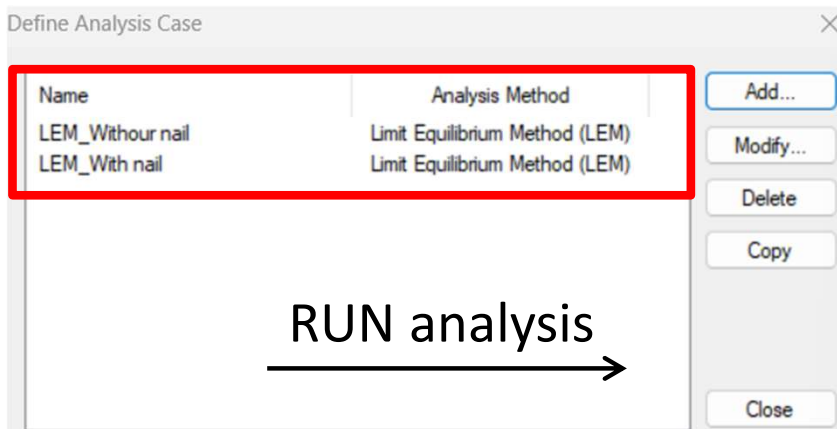 Define Analysis Case
Name Analysis Method
LEM_Withour nail Limit Equilibrium Method (LEM)
LEM_With nail Limit Equilibrium Method (LEM)
Add...
Modify...
Delete
Copy
RUN analysis
Close